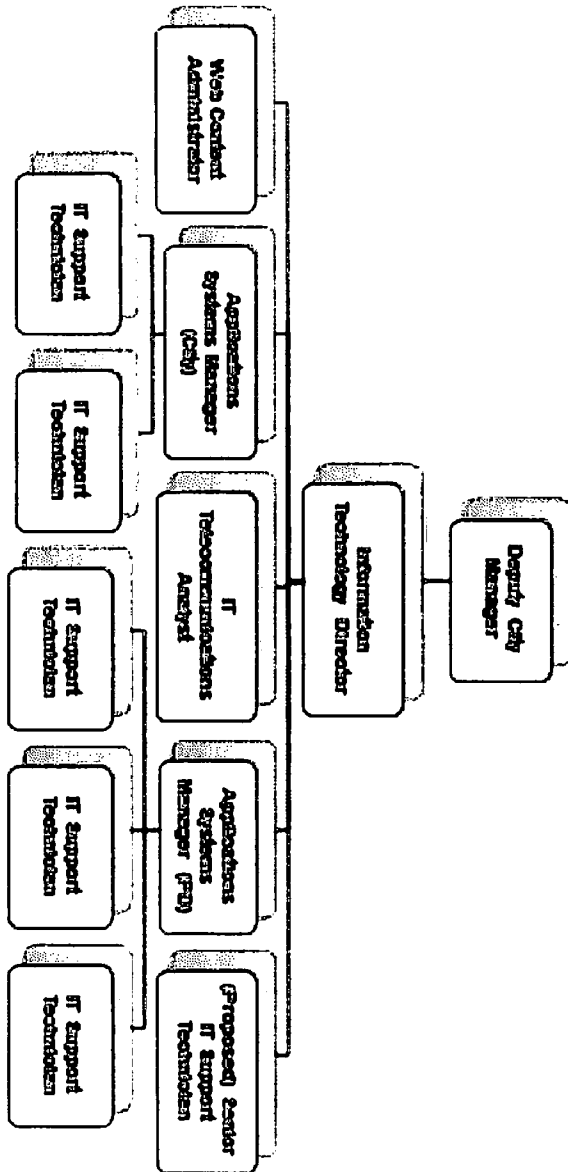 Deputy City
Manager
Information
Technology Director
Web Content
Administrator
Applications
Systems Manager
(City)
IT
Telecommunications
Analyst
Applications
Systems
Manager (PD)
(Proposed) Senior
IT Support
Technician
IT Support
Technician
IT Support
Technician
IT Support
Technician
IT Support
Technician
IT Support
Technician